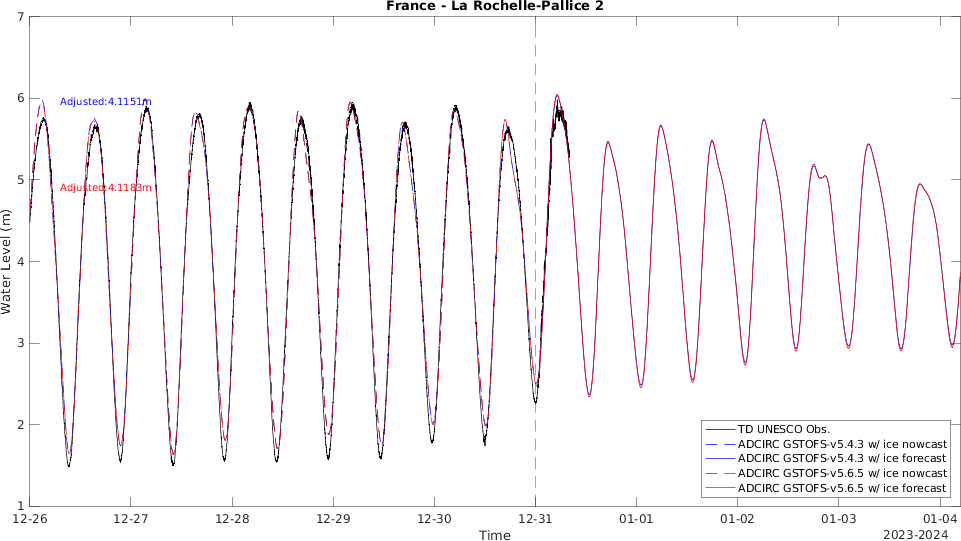 France - La Rochelle-Pallice 2
7
6
5
4
3
2
1
Water Level (m)
Adjusted:4.1151m
Adjusted:4.1183m
TD UNESCO Obs.
ADCIRC GSTOFS-v5.4.3 w/ ice nowcast
ADCIRC GSTOFS-v5.4.3 w/ ice forecast
ADCIRC GSTOFS-v5.6.5 w/ ice nowcast
ADCIRC GSTOFS-v5.6.5 w/ ice forecast
12-26 12-27 12-28 12-29 12-30 12-31 01-01 01-02 01-03 01-04
Time
2023-2024